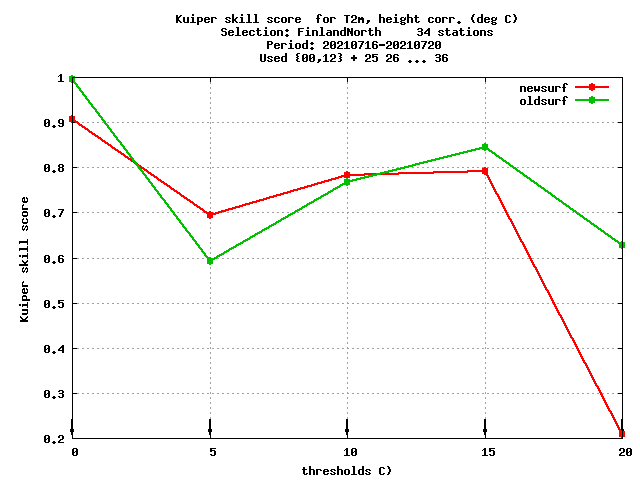 Kuiper skill score  for T2m, height corr. (deg C)
Selection: FinlandNorth     34 stations
Period: 20210716-20210720
Used {00,12} + 25 26 ... 36
newsurf
oldsurf
Kuiper skill score
1
0.9
0.8
0.7
0.6
0.5
0.4
0.3
0.2
0 5 10 15 20
thresholds C)